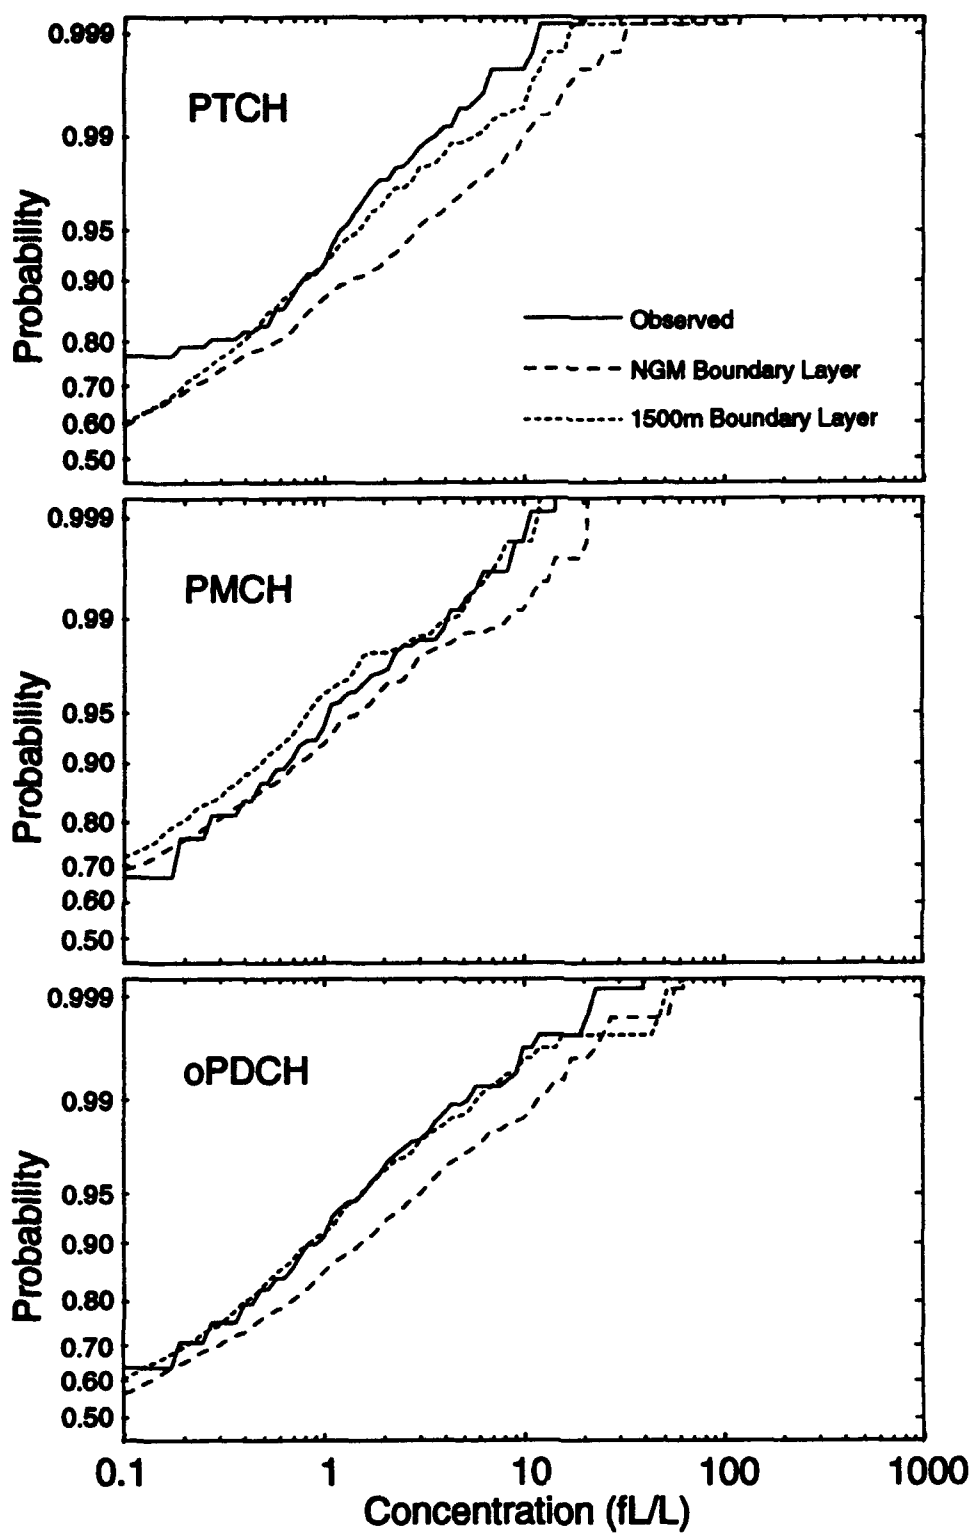 0.999
PTCH
0.99
0.95
0.90
0.80
0.70
0.60
0.50
Probability
Observed
NGM Boundary Layer
1500m Boundary Layer
0.999
PMCH
0.99
0.95
0.90
0.80
0.70
0.60
0.50
Probability
0.999
oPDCH
0.99
0.95
0.90
0.80
0.70
0.60
0.50
Probability
0.1 1 10 100 1000
Concentration (fL/L)